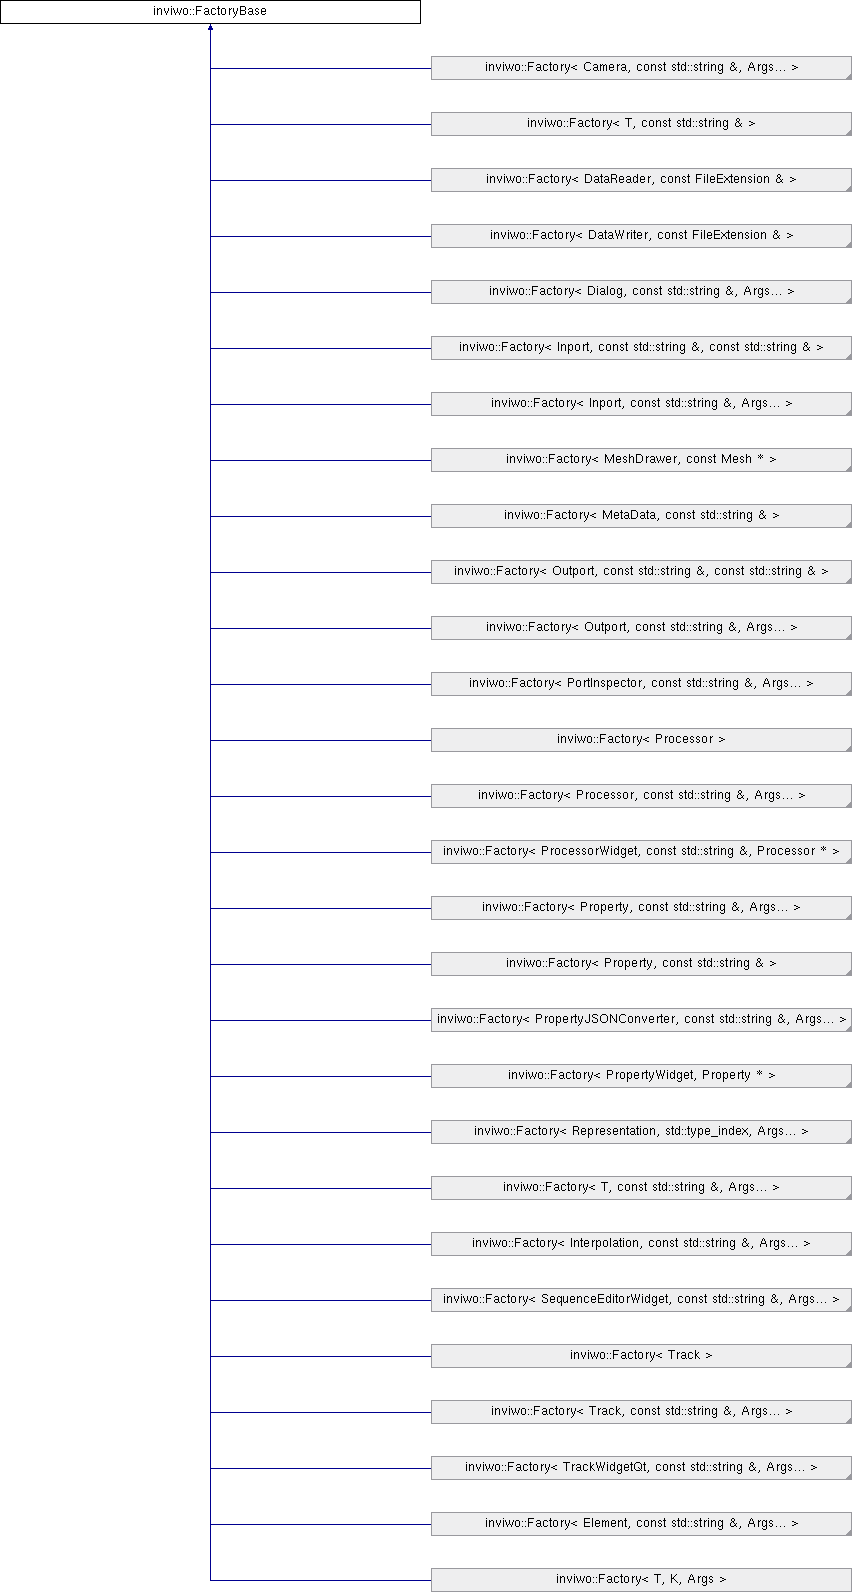 inviwo::FactoryBase
inviwo::Factory< Camera, const std::string &, Args... >
inviwo::Factory< T, const std::string & >
inviwo::Factory< DataReader, const FileExtension & >
inviwo::Factory< DataWriter, const FileExtension & >
inviwo::Factory< Dialog, const std::string &, Args... >
inviwo::Factory< Inport, const std::string &, const std::string & >
inviwo::Factory< Inport, const std::string &, Args... >
inviwo::Factory< MeshDrawer, const Mesh * >
inviwo::Factory< MetaData, const std::string & >
inviwo::Factory< Outport, const std::string &, const std::string & >
inviwo::Factory< Outport, const std::string &, Args... >
inviwo::Factory< PortInspector, const std::string &, Args... >
inviwo::Factory< Processor >
inviwo::Factory< Processor, const std::string &, Args... >
inviwo::Factory< ProcessorWidget, const std::string &, Processor * >
inviwo::Factory< Property, const std::string &, Args... >
inviwo::Factory< Property, const std::string & >
inviwo::Factory< PropertyJSONConverter, const std::string &, Args... >
inviwo::Factory< PropertyWidget, Property * >
inviwo::Factory< Representation, std::type_index, Args... >
inviwo::Factory< T, const std::string &, Args... >
inviwo::Factory< Interpolation, const std::string &, Args... >
inviwo::Factory< SequenceEditorWidget, const std::string &, Args... >
inviwo::Factory< Track >
inviwo::Factory< Track, const std::string &, Args... >
inviwo::Factory< TrackWidgetQt, const std::string &, Args... >
inviwo::Factory< Element, const std::string &, Args... >
inviwo::Factory< T, K, Args >